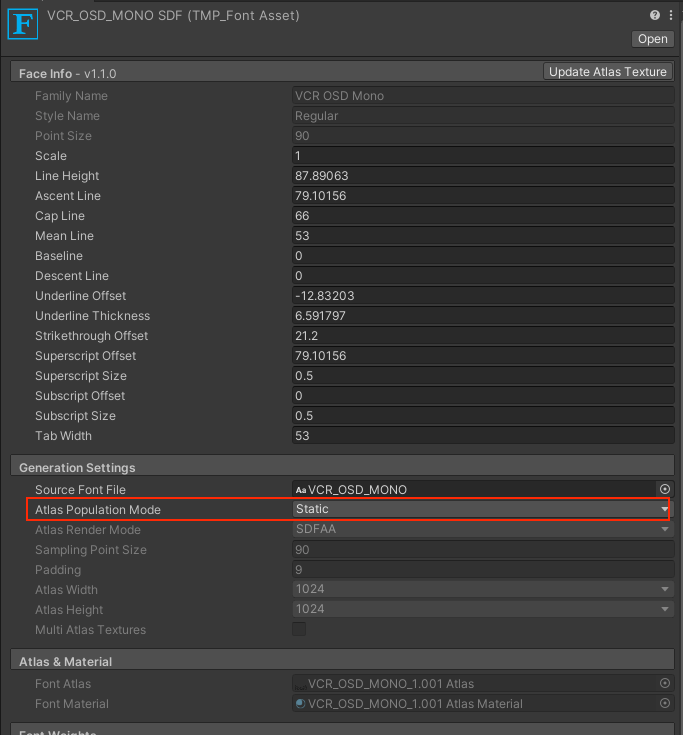 VCR_OSD_MONO SDF (TMP_Font Asset)
Open
Face Info - v1.1.0 Update Atlas Texture
Family Name VCR OSD Mono
Style Name Regular
Point Size 90
Scale 1
Line Height 87.89063
Ascent Line 79.10156
Cap Line 66
Mean Line 53
Baseline 0
Descent Line 0
Underline Offset -12.83203
Underline Thickness 6.591797
Strikethrough Offset 21.2
Superscript Offset 79.10156
Superscript Size 0.5
Subscript Offset 0
Subscript Size 0.5
Tab Width 53
Generation Settings
Source Font File Aa VCR_OSD_MONO
Atlas Population Mode Static
Atlas Render Mode SDFAA
Sampling Point Size 90
Padding 9
Atlas Width 1024
Atlas Height 1024
Multi Atlas Textures
Atlas & Material
Font Atlas VCR_OSD_MONO_1.001 Atlas
Font Material VCR_OSD_MONO_1.001 Atlas Material
Font Weights